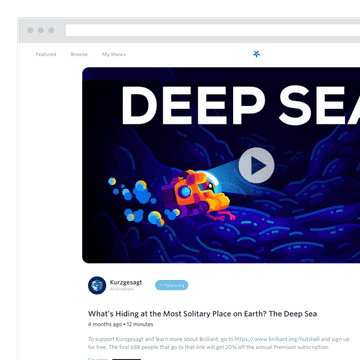 Featured Browse My Shows
DEEP SEA
Kurzgesagt
Animation
Following
What's Hiding at the Most Solitary Place on Earth? The Deep Sea
4 months ago • 12 minutes
To support Kurzgesagt and learn more about Brilliant, go to https://www.brilliant.org/nutshell and sign up
for free. The first 688 people that go to that link will get 20% off the annual Premium subscription.